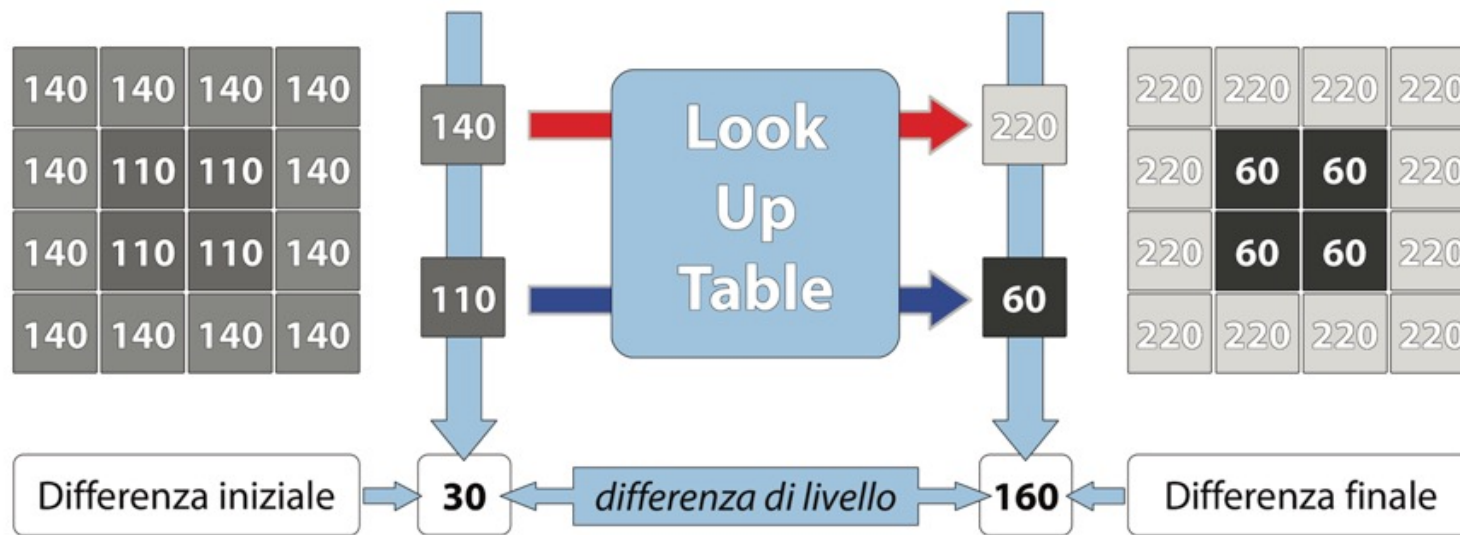 140 140 140 140
140 110 110 140
140 110 110 140
140 140 140 140
140
110
Look
Up
Table
220
60
220 220 220 220
220 60 60 220
220 60 60 220
220 220 220 220
Differenza iniziale
30
differenza di livello
160
Differenza finale